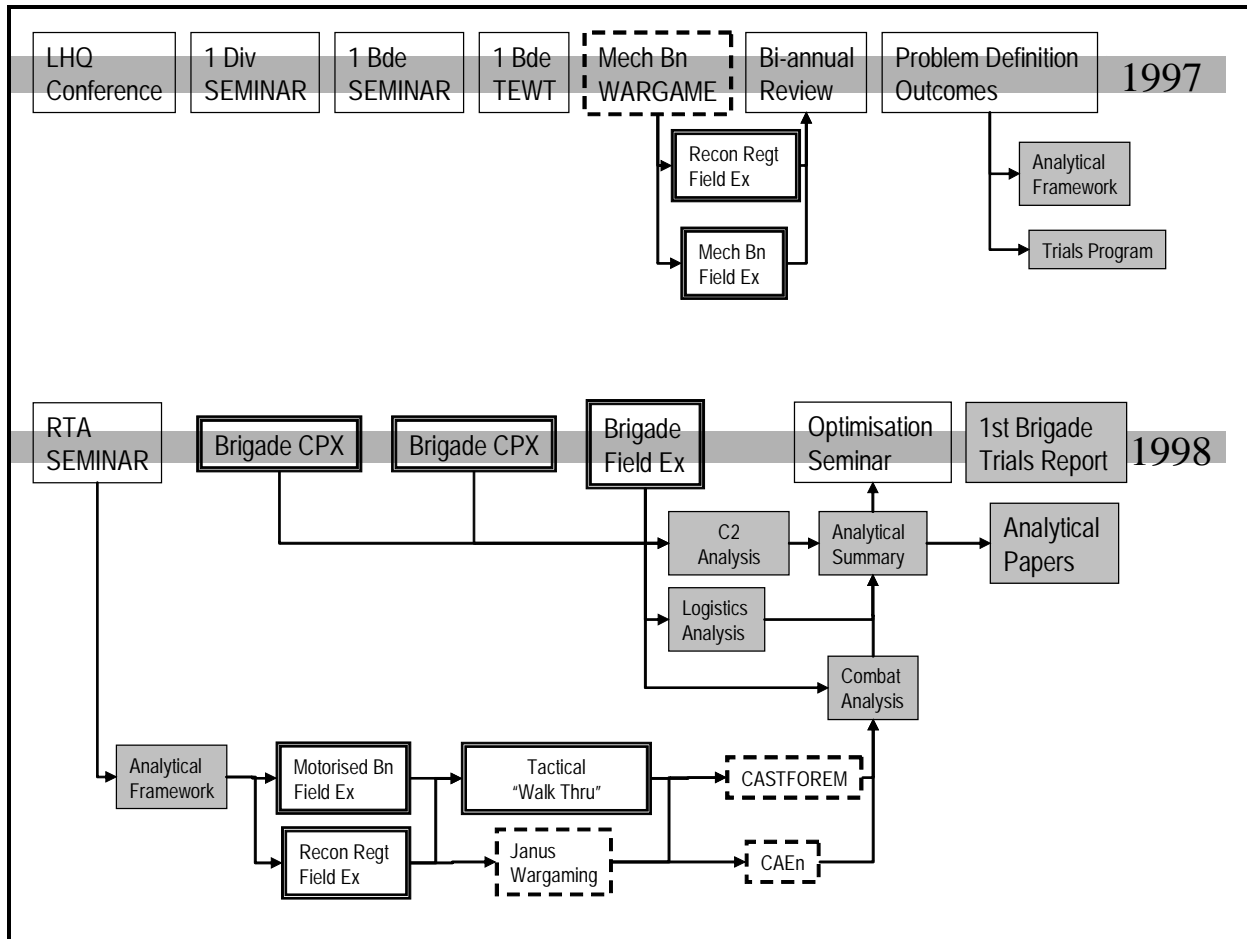 LHQ
Conference
1 Div
SEMINAR
1 Bde
SEMINAR
1 Bde
TEWT
Mech Bn
WARGAME
Bi-annual
Review
Problem Definition
Outcomes
1997
Recon Regt
Field Ex
Analytical
Framework
Mech Bn
Field Ex
Trials Program
RTA
SEMINAR
Brigade CPX
Brigade CPX
Brigade
Field Ex
Optimisation
Seminar
1st Brigade
Trials Report
1998
C2
Analysis
Analytical
Summary
Analytical
Papers
Logistics
Analysis
Combat
Analysis
Analytical
Framework
Motorised Bn
Field Ex
Tactical
“Walk Thru”
CASTFOREM
Recon Regt
Field Ex
Janus
Wargaming
CAEn